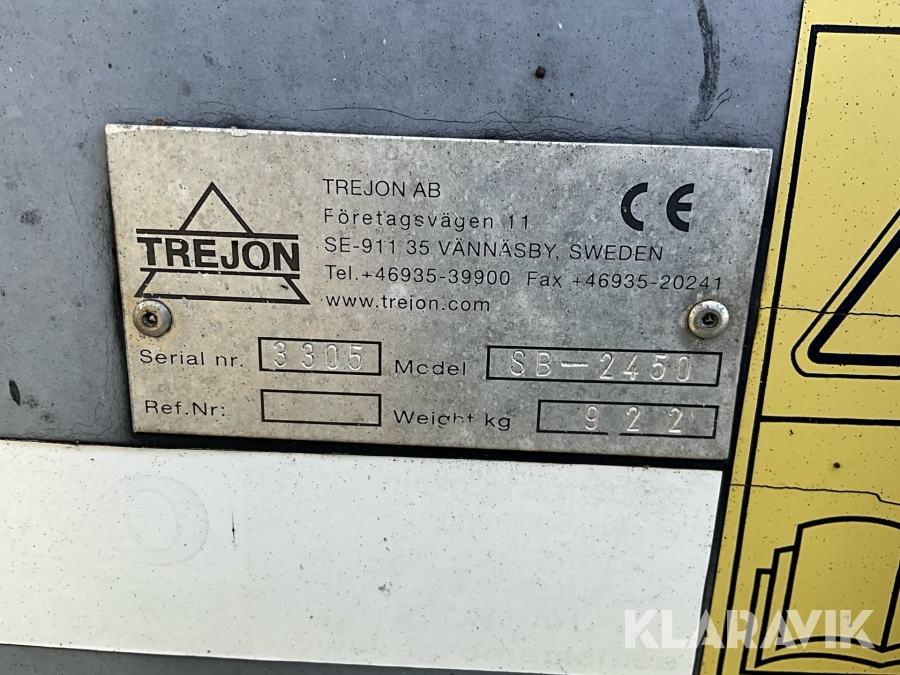 TREJON
TREJON AB
Företagsvägen 11
SE-911 35 VÄNNÄSBY, SWEDEN
Tel.+46935-39900 Fax +46935-20241
www.trejon.com
CE
Serial nr. 3305 Model SB-2450
Ref.Nr: Weight kg 922
KLARAVIK